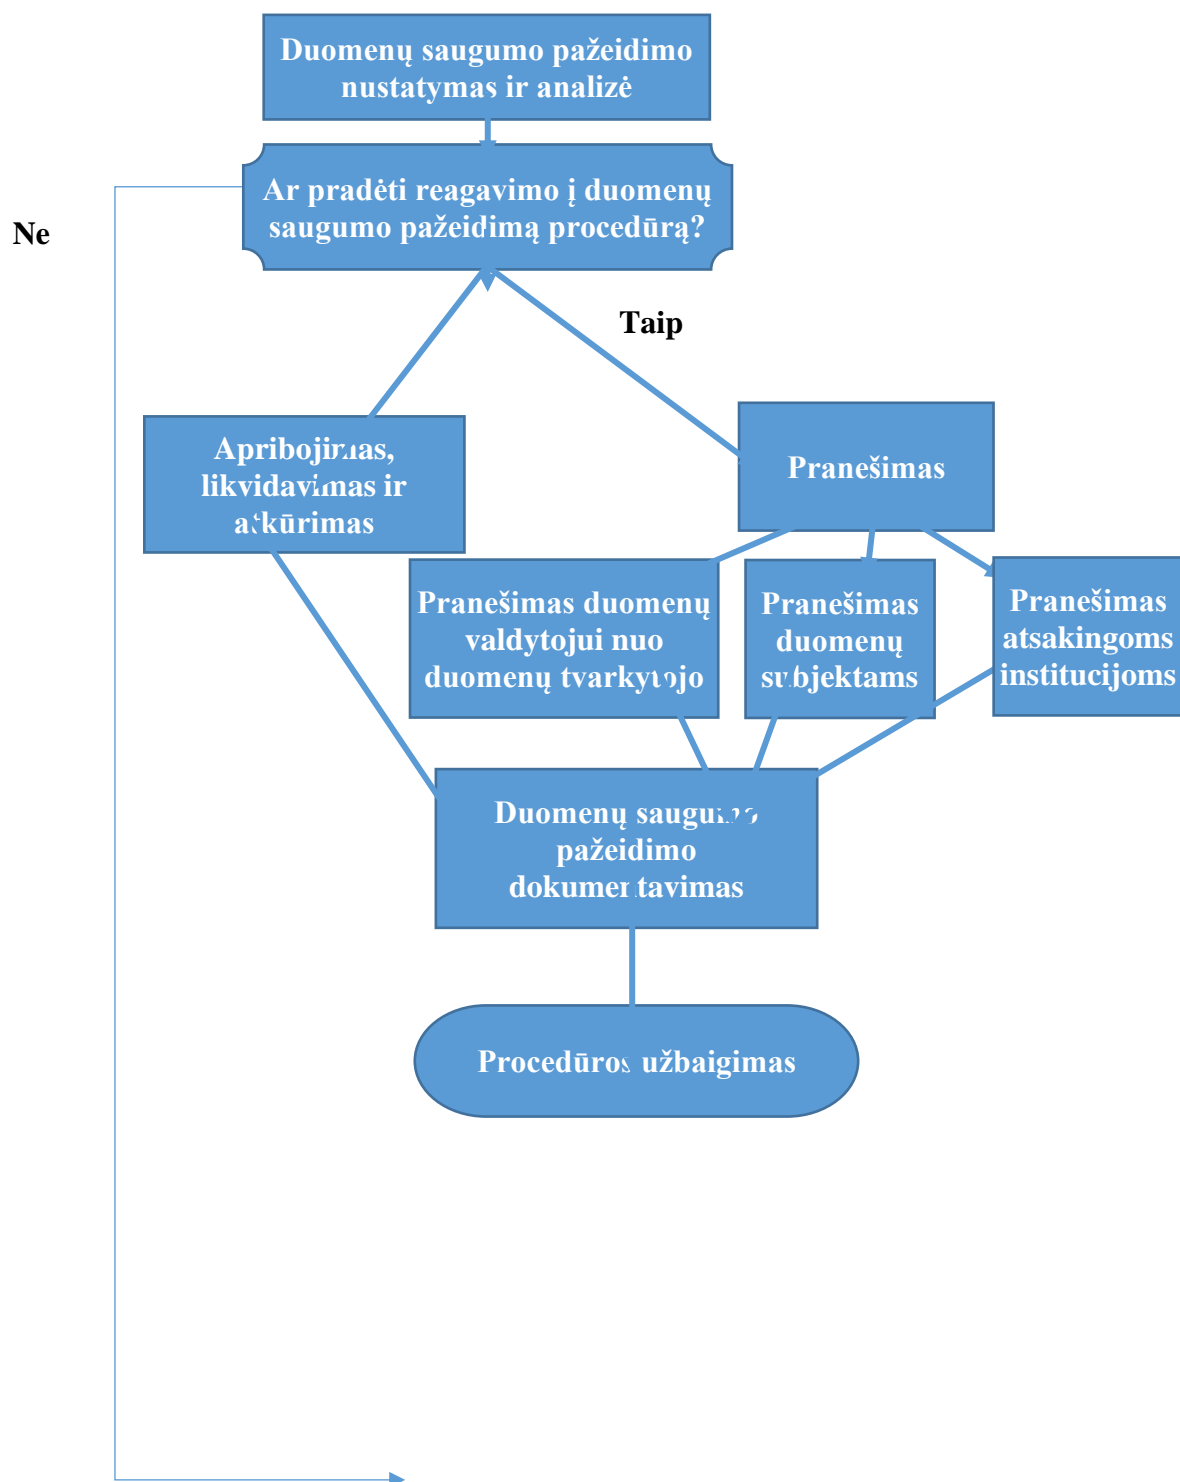 Duomenų saugumo pažeidimo
nustatymas ir analizė
Ar pradėti reagavimo į duomenų
saugumo pažeidimą procedūrą?
Ne
Taip
Apribojimas,
likvidavimas ir
atkūrimas
Pranešimas
Pranešimas duomenų
valdytojui nuo
duomenų tvarkytojo
Pranešimas
duomenų
subjektams
Pranešimas
atsakingoms
institucijoms
Duomenų saugumo
pažeidimo
dokumentavimas
Procedūros užbaigimas